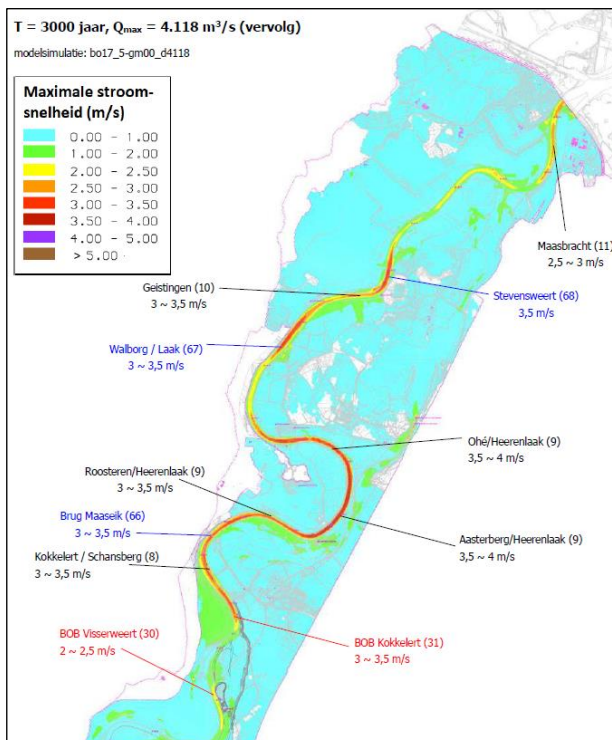 T = 3000 jaar, Qmax = 4.118 m³/s (vervolg)
modelsimulatie: bo17_5-gm00_d4118
Maximale stroom-
snelheid (m/s)
0.00 - 1.00
1.00 - 2.00
2.00 - 2.50
2.50 - 3.00
3.00 - 3.50
3.50 - 4.00
4.00 - 5.00
> 5.00
Maasbracht (11)
2,5 ~ 3 m/s
Geistingen (10)
3 ~ 3,5 m/s
Stevensweert (68)
3,5 m/s
Walborg / Laak (67)
3 ~ 3,5 m/s
Ohé/Heerenlaak (9)
3,5 ~ 4 m/s
Roosteren/Heerenlaak (9)
3 ~ 3,5 m/s
Brug Maaseik (66)
3 ~ 3,5 m/s
Aasterberg/Heerenlaak (9)
3,5 ~ 4 m/s
Kokkelert / Schansberg (8)
3 ~ 3,5 m/s
BOB Visserweert (30)
2 ~ 2,5 m/s
BOB Kokkelert (31)
3 ~ 3,5 m/s